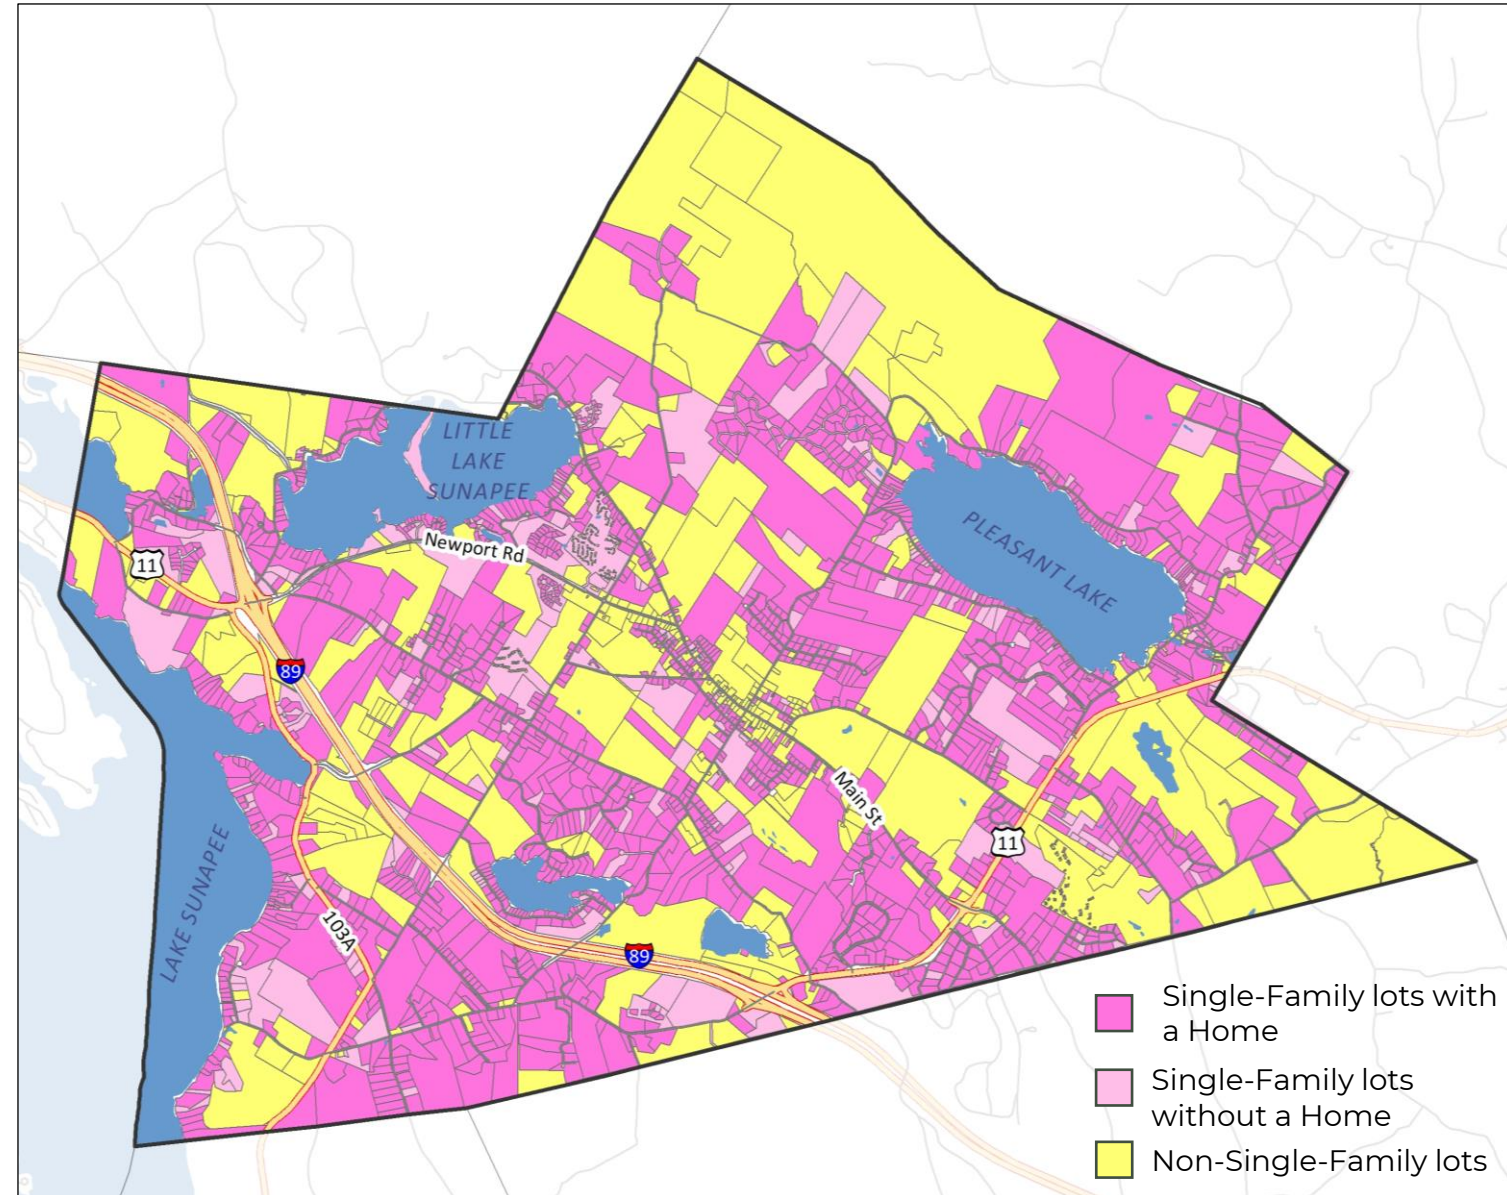 LITTLE
LAKE
SUNAPEE
Newport Rd
PLEASANT LAKE
11
89
Main St
11
LAKE SUNAPEE
103A
89
Single-Family lots with
a Home
Single-Family lots
without a Home
Non-Single-Family lots